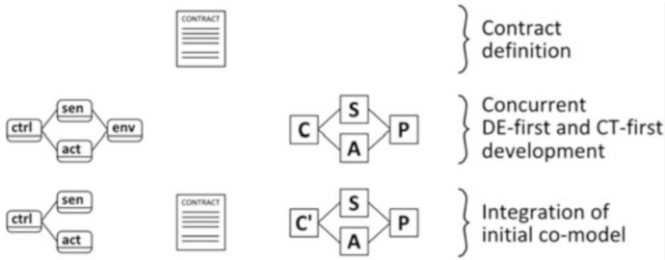 CONTRACT
Contract
definition
sen
ctrl
env
act
S
C
P
A
Concurrent
DE-first and CT-first
development
sen
ctrl
act
CONTRACT
S
C'
P
A
Integration of
initial co-model